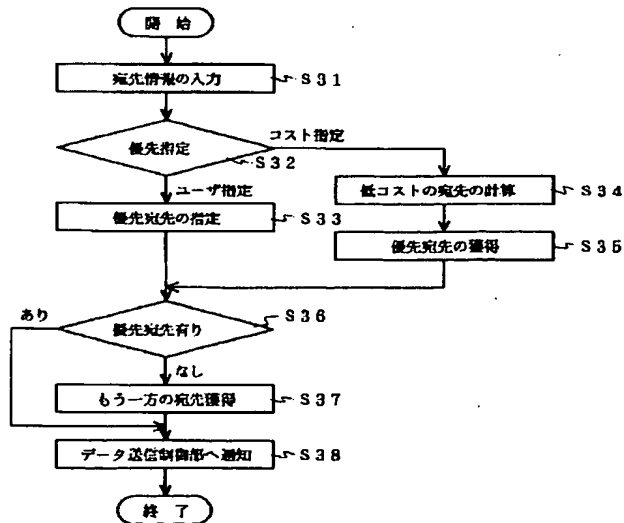 開 始
宛先情報の入力
S31
優先指定
コスト指定
S32
ユーザ指定
優先宛先の指定
S33
低コストの宛先の計算
S34
優先宛先の獲得
S35
優先宛先有り
S36
あり
なし
もう一方の宛先獲得
S37
データ送信制御部へ通知
S38
終 了